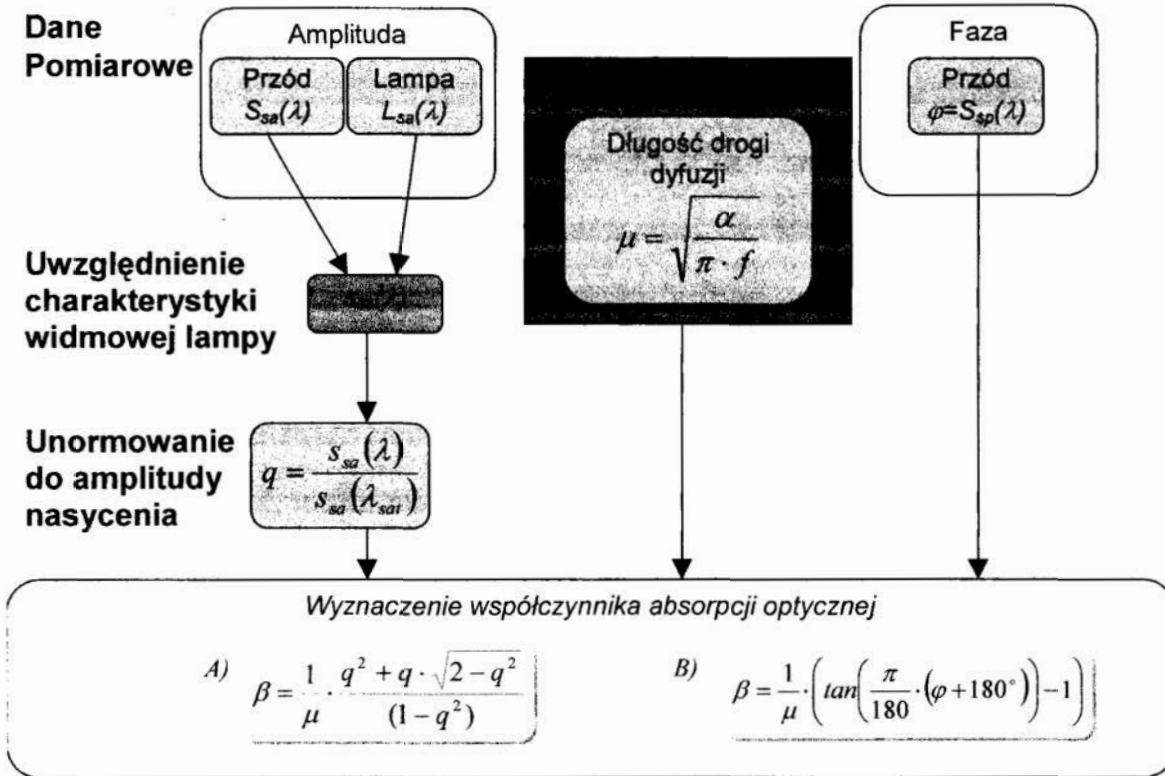 Dane
Pomiarowe
Amplituda
Przód
S_sa(λ)
Lampa
L_sa(λ)
Długość drogi
dyfuzji
μ = √(α / (π · f))
Faza
Przód
φ=S_sp(λ)
Uwzględnienie
charakterystyki
widmowej lampy
Unormowanie
do amplitudy
nasycenia
q = s_sa(λ) / s_sa(λ_sat)
Wyznaczenie współczynnika absorpcji optycznej
A) β = 1/μ · (q² + q · √(2 − q²)) / (1 − q²)
B) β = 1/μ · (tan(π/180 · (φ + 180°)) − 1)